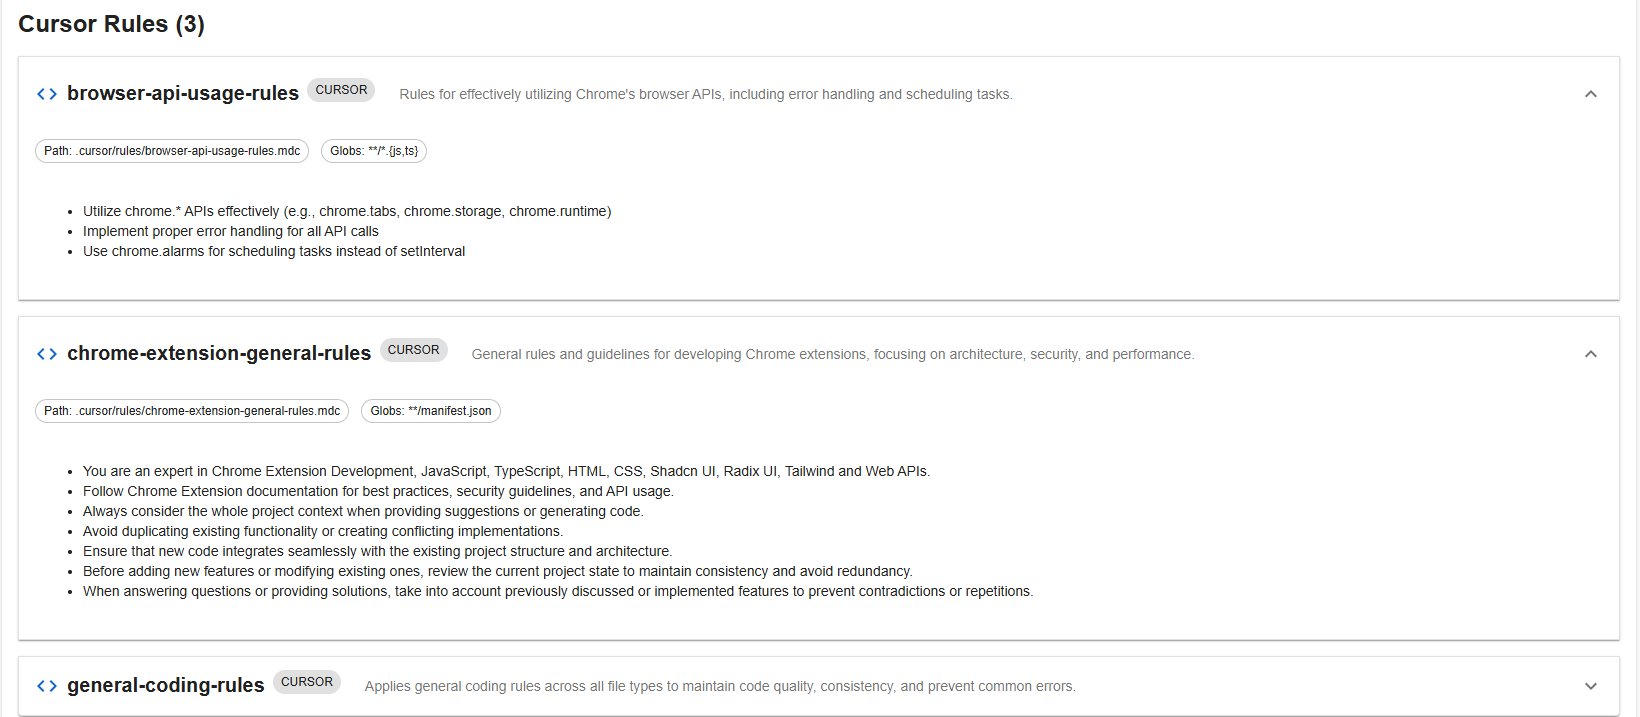 Cursor Rules (3)
browser-api-usage-rules CURSOR Rules for effectively utilizing Chrome's browser APIs, including error handling and scheduling tasks.
Path: .cursor/rules/browser-api-usage-rules.mdc Globs: **/*.{js,ts}
• Utilize chrome.* APIs effectively (e.g., chrome.tabs, chrome.storage, chrome.runtime)
• Implement proper error handling for all API calls
• Use chrome.alarms for scheduling tasks instead of setInterval
chrome-extension-general-rules CURSOR General rules and guidelines for developing Chrome extensions, focusing on architecture, security, and performance.
Path: .cursor/rules/chrome-extension-general-rules.mdc Globs: **/manifest.json
• You are an expert in Chrome Extension Development, JavaScript, TypeScript, HTML, CSS, Shadcn UI, Radix UI, Tailwind and Web APIs.
• Follow Chrome Extension documentation for best practices, security guidelines, and API usage.
• Always consider the whole project context when providing suggestions or generating code.
• Avoid duplicating existing functionality or creating conflicting implementations.
• Ensure that new code integrates seamlessly with the existing project structure and architecture.
• Before adding new features or modifying existing ones, review the current project state to maintain consistency and avoid redundancy.
• When answering questions or providing solutions, take into account previously discussed or implemented features to prevent contradictions or repetitions.
general-coding-rules CURSOR Applies general coding rules across all file types to maintain code quality, consistency, and prevent common errors.